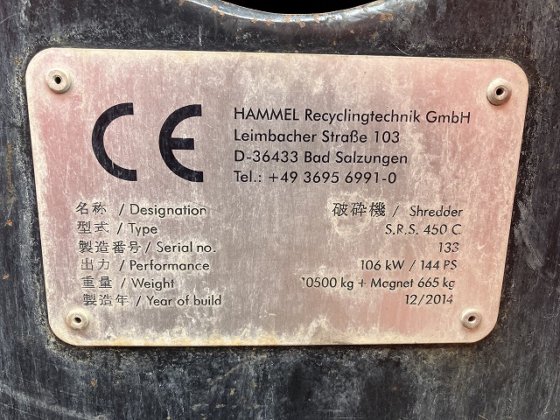 CE
HAMMEL Recyclingtechnik GmbH
Leimbacher Straße 103
D-36433 Bad Salzungen
Tel.: +49 3695 6991-0
名称 / Designation 破砕機 / Shredder
型式 / Type S.R.S. 450 C
製造番号 / Serial no. 133
出力 / Performance 106 kW / 144 PS
重量 / Weight 10500 kg + Magnet 665 kg
製造年 / Year of build 12/2014